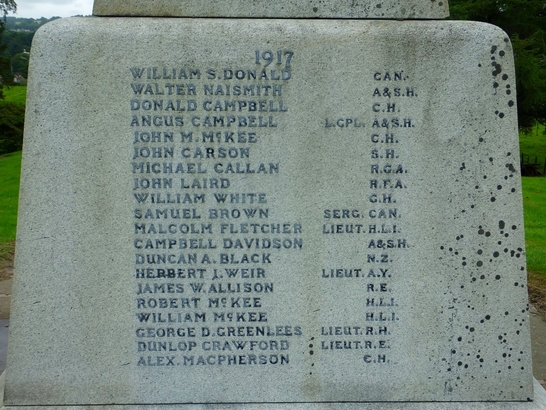 1917
WILLIAM S. DONALD CAN.
WALTER NAISMITH A&S.H.
DONALD CAMPBELL C.H.
ANGUS CAMPBELL L.CPL. A&S.H.
JOHN M. McKEE C.H.
JOHN CARSON S.H.
MICHAEL CALLAN R.G.A.
JOHN LAIRD R.F.A.
WILLIAM WHITE G.H.
SAMUEL BROWN SERG. CAN.
MALCOLM FLETCHER LIEUT. H.L.I.
CAMPBELL DAVIDSON A&S.H.
DUNCAN A. BLACK N.Z.
HERBERT J. WEIR LIEUT. A.Y.
JAMES W. ALLISON R.E.
ROBERT McKEE H.L.I.
WILLIAM McKEE H.L.I.
GEORGE D. GREENLEES LIEUT. R.H.
DUNLOP CRAWFORD LIEUT. R.E.
ALEX. MACPHERSON C.H.